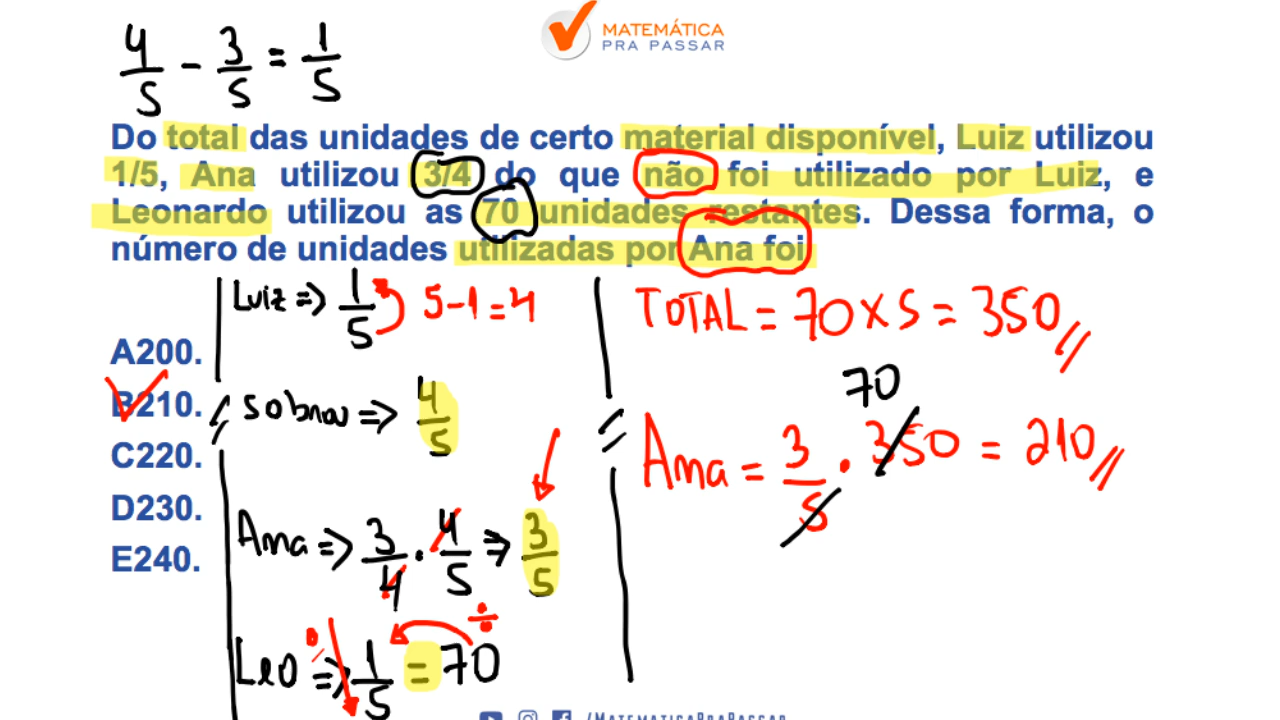 4/5 - 3/5 = 1/5
MATEMÁTICA
PRA PASSAR
Do total das unidades de certo material disponível, Luiz utilizou
1/5, Ana utilizou 3/4 do que não foi utilizado por Luiz, e
Leonardo utilizou as 70 unidades restantes. Dessa forma, o
número de unidades utilizadas por Ana foi
A200.
B210.
C220.
D230.
E240.
Luiz => 1/5 5-1=4
sobrou => 4/5
Ana => 3/4 . 4/5 => 3/5
Leo => 1/5 = 70 ÷
TOTAL = 70 x 5 = 350
70
Ana = 3/5 . 350 = 210
/MATEMATICAPRAPASSAR